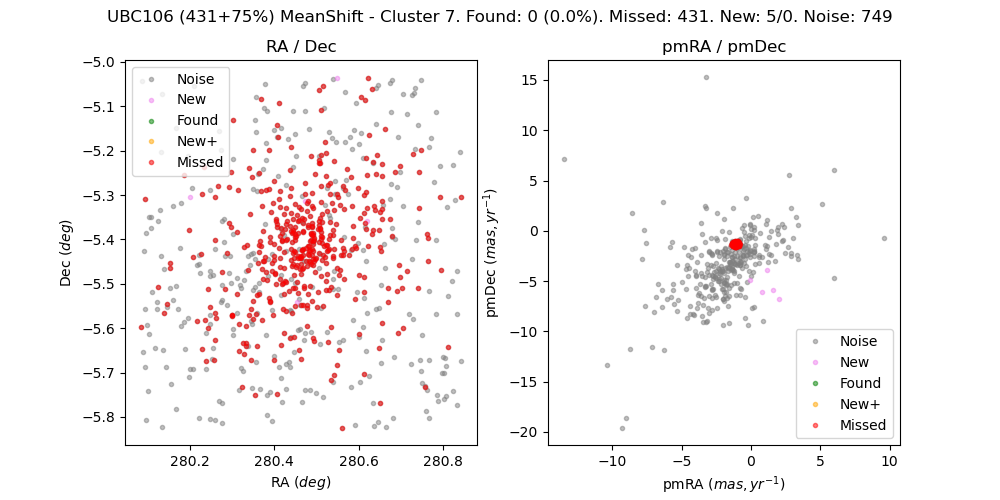 UBC106 (431+75%) MeanShift - Cluster 7. Found: 0 (0.0%). Missed: 431. New: 5/0. Noise: 749
RA / Dec
−5.0
−5.1
−5.2
−5.3
−5.4
−5.5
−5.6
−5.7
−5.8
Dec (deg)
Noise
New
Found
New+
Missed
280.2
280.4
280.6
280.8
RA (deg)
pmRA / pmDec
15
10
5
0
−5
−10
−15
−20
pmDec (mas, yr⁻¹)
Noise
New
Found
New+
Missed
−10
−5
0
5
10
pmRA (mas, yr⁻¹)